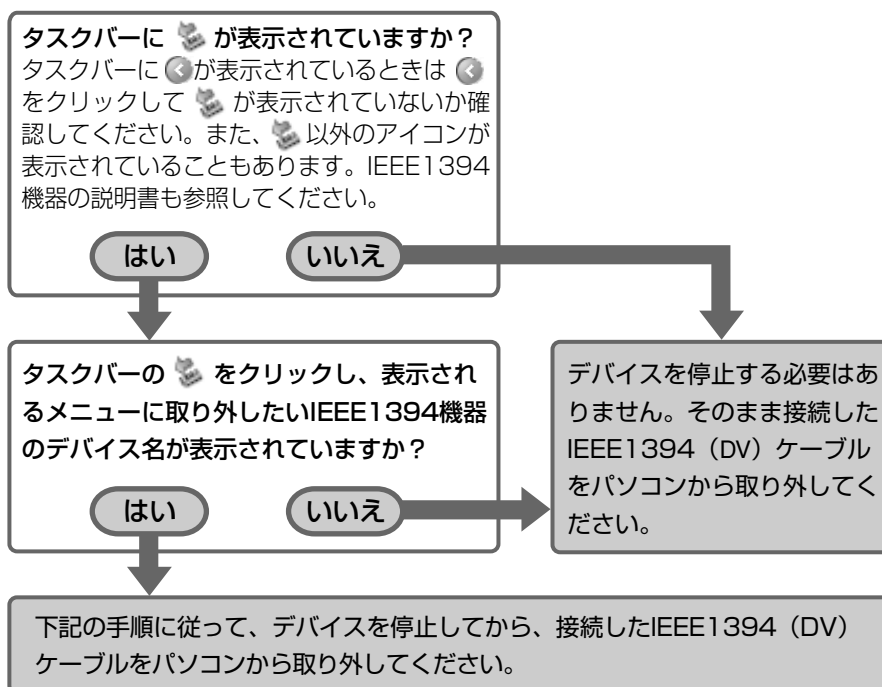 タスクバーに が表示されていますか？
タスクバーに が表示されているときは
をクリックして が表示されていないか確
認してください。また、 以外のアイコンが
表示されていることもあります。IEEE1394
機器の説明書も参照してください。
はい
いいえ
タスクバーの をクリックし、表示され
るメニューに取り外したいIEEE1394機器
のデバイス名が表示されていますか？
はい
いいえ
デバイスを停止する必要はあ
りません。そのまま接続した
IEEE1394（DV）ケーブル
をパソコンから取り外してく
ださい。
下記の手順に従って、デバイスを停止してから、接続したIEEE1394（DV）
ケーブルをパソコンから取り外してください。